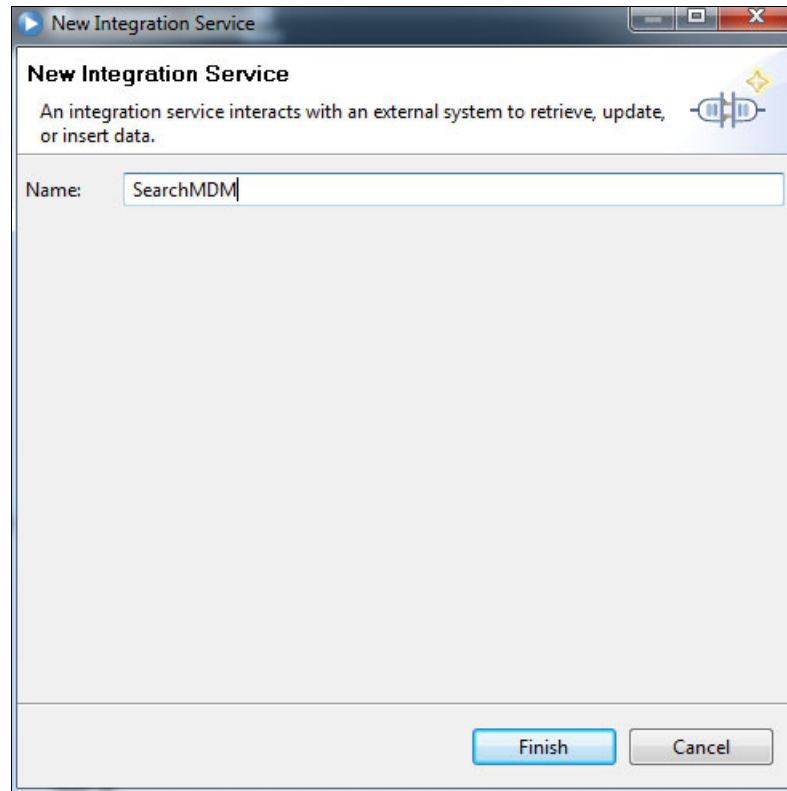 New Integration Service
New Integration Service
An integration service interacts with an external system to retrieve, update,
or insert data.
Name: SearchMDM
Finish Cancel